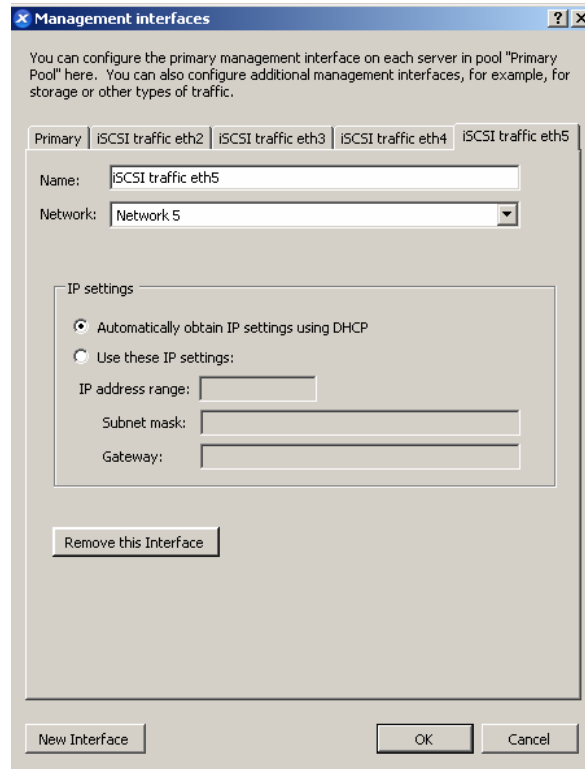 Management interfaces
You can configure the primary management interface on each server in pool "Primary
Pool" here.  You can also configure additional management interfaces, for example, for
storage or other types of traffic.
Primary iSCSI traffic eth2 iSCSI traffic eth3 iSCSI traffic eth4 iSCSI traffic eth5
Name: iSCSI traffic eth5
Network: Network 5
IP settings
Automatically obtain IP settings using DHCP
Use these IP settings:
IP address range:
Subnet mask:
Gateway:
Remove this Interface
New Interface OK Cancel